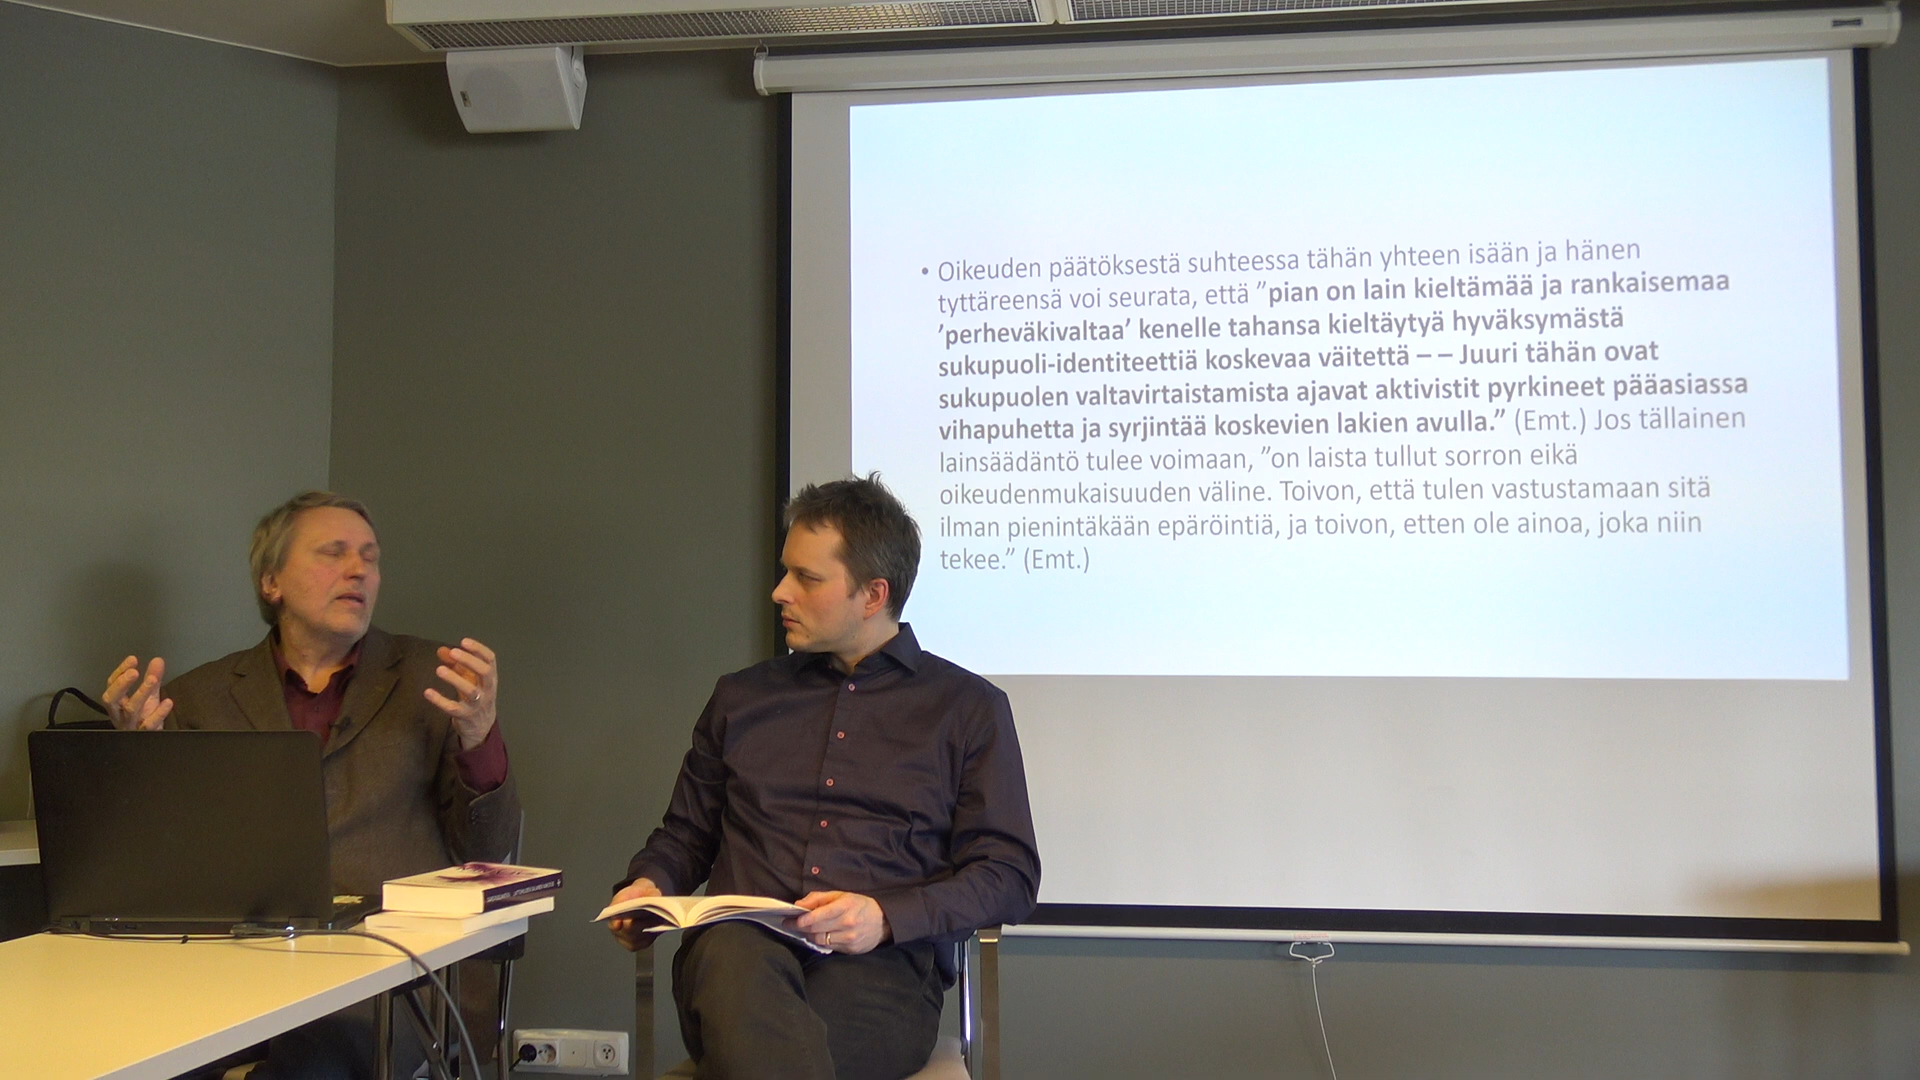 • Oikeuden päätöksestä suhteessa tähän yhteen isään ja hänen
tyttäreensä voi seurata, että ”pian on lain kieltämää ja rankaisemaa
’perheväkivaltaa’ kenelle tahansa kieltäytyä hyväksymästä
sukupuoli-identiteettiä koskevaa väitettä – – Juuri tähän ovat
sukupuolen valtavirtaistamista ajavat aktivistit pyrkineet pääasiassa
vihapuhetta ja syrjintää koskevien lakien avulla.” (Emt.) Jos tällainen
lainsäädäntö tulee voimaan, ”on laista tullut sorron eikä
oikeudenmukaisuuden väline. Toivon, että tulen vastustamaan sitä
ilman pienintäkään epäröintiä, ja toivon, etten ole ainoa, joka niin
tekee.” (Emt.)